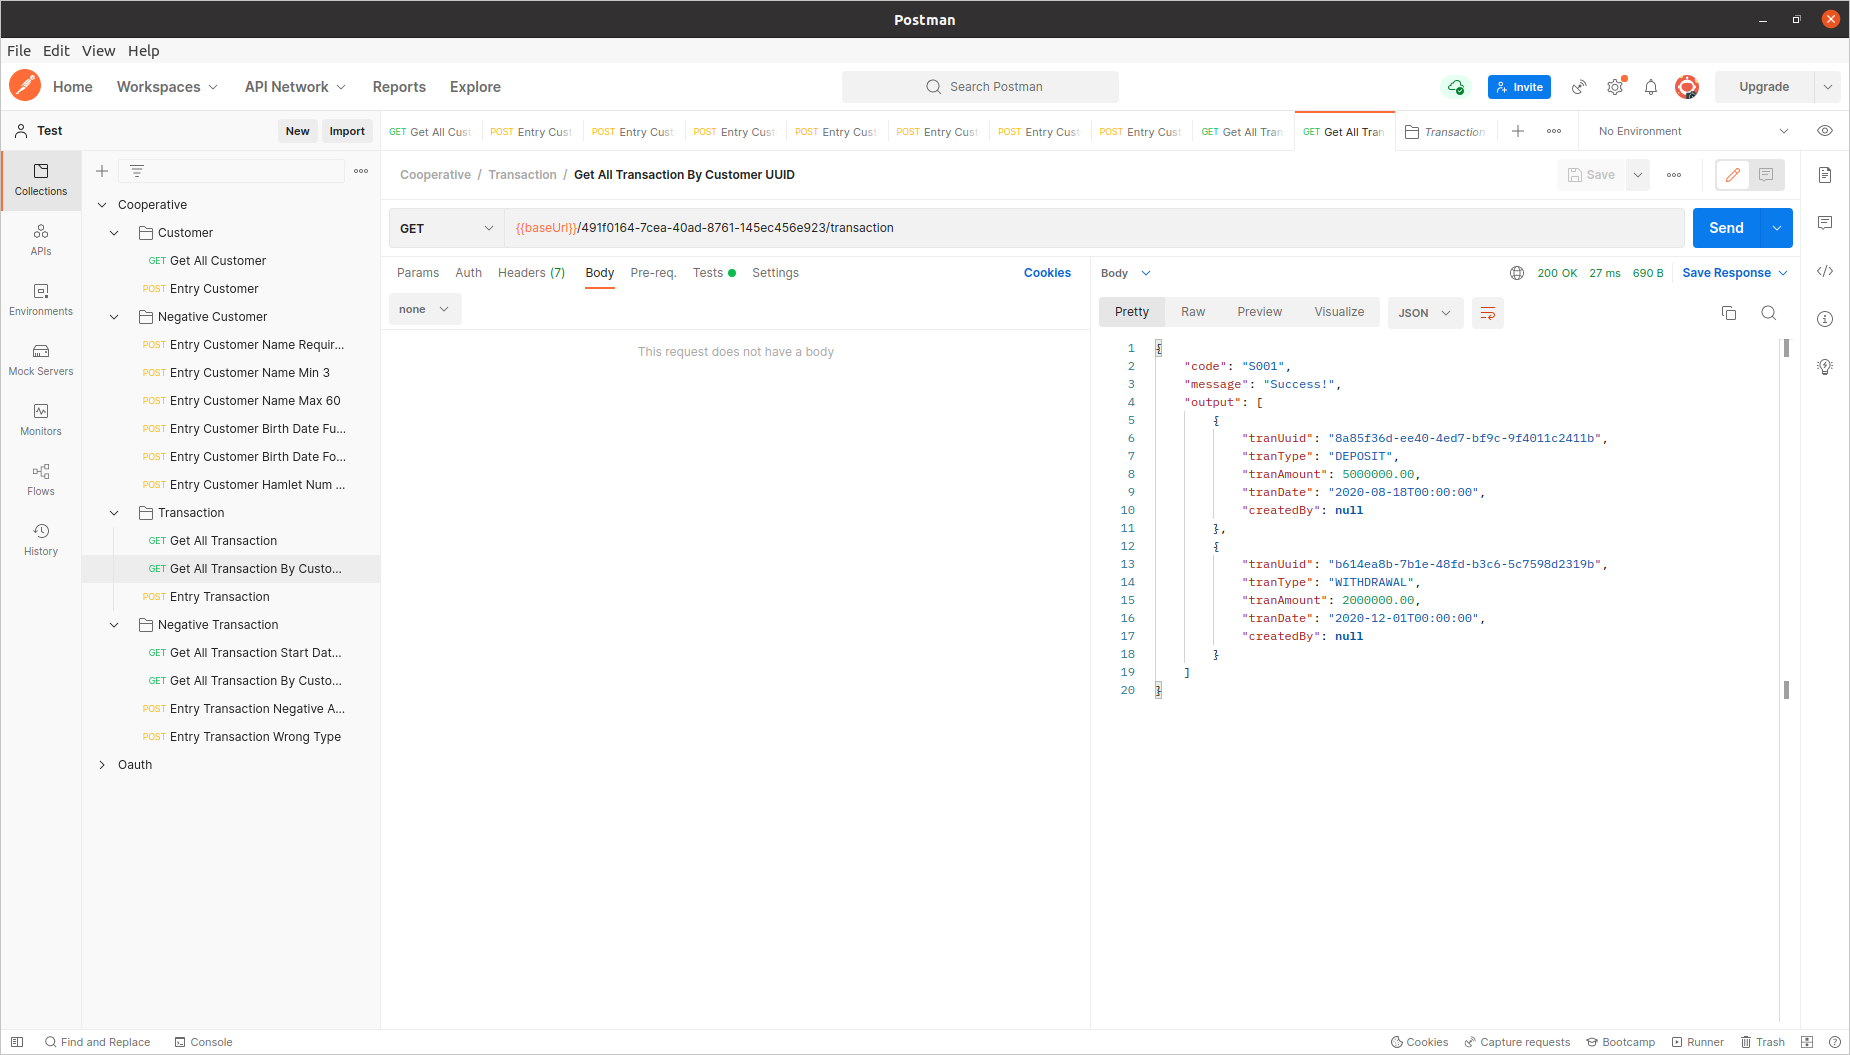 Postman
File Edit View Help
Home Workspaces API Network Reports Explore
Search Postman
Invite
Upgrade
Test
New Import
GET Get All Cust
POST Entry Cust
POST Entry Cust
POST Entry Cust
POST Entry Cust
POST Entry Cust
POST Entry Cust
POST Entry Cust
GET Get All Tran
GET Get All Tran
Transaction
No Environment
Collections
APIs
Environments
Mock Servers
Monitors
Flows
History
Cooperative
Customer
GET Get All Customer
POST Entry Customer
Negative Customer
POST Entry Customer Name Requir...
POST Entry Customer Name Min 3
POST Entry Customer Name Max 60
POST Entry Customer Birth Date Fu...
POST Entry Customer Birth Date Fo...
POST Entry Customer Hamlet Num ...
Transaction
GET Get All Transaction
GET Get All Transaction By Custo...
POST Entry Transaction
Negative Transaction
GET Get All Transaction Start Dat...
GET Get All Transaction By Custo...
POST Entry Transaction Negative A...
POST Entry Transaction Wrong Type
Oauth
Cooperative / Transaction / Get All Transaction By Customer UUID
Save
GET
{{baseUrl}}/491f0164-7cea-40ad-8761-145ec456e923/transaction
Send
Params Auth Headers (7) Body Pre-req. Tests Settings
Cookies
none
This request does not have a body
Body
200 OK 27 ms 690 B
Save Response
Pretty Raw Preview Visualize
JSON
1 {
2 "code": "S001",
3 "message": "Success!",
4 "output": [
5 {
6 "tranUuid": "8a85f36d-ee40-4ed7-bf9c-9f4011c2411b",
7 "tranType": "DEPOSIT",
8 "tranAmount": 5000000.00,
9 "tranDate": "2020-08-18T00:00:00",
10 "createdBy": null
11 },
12 {
13 "tranUuid": "b614ea8b-7b1e-48fd-b3c6-5c7598d2319b",
14 "tranType": "WITHDRAWAL",
15 "tranAmount": 2000000.00,
16 "tranDate": "2020-12-01T00:00:00",
17 "createdBy": null
18 }
19 ]
20 }
Find and Replace
Console
Cookies
Capture requests
Bootcamp
Runner
Trash